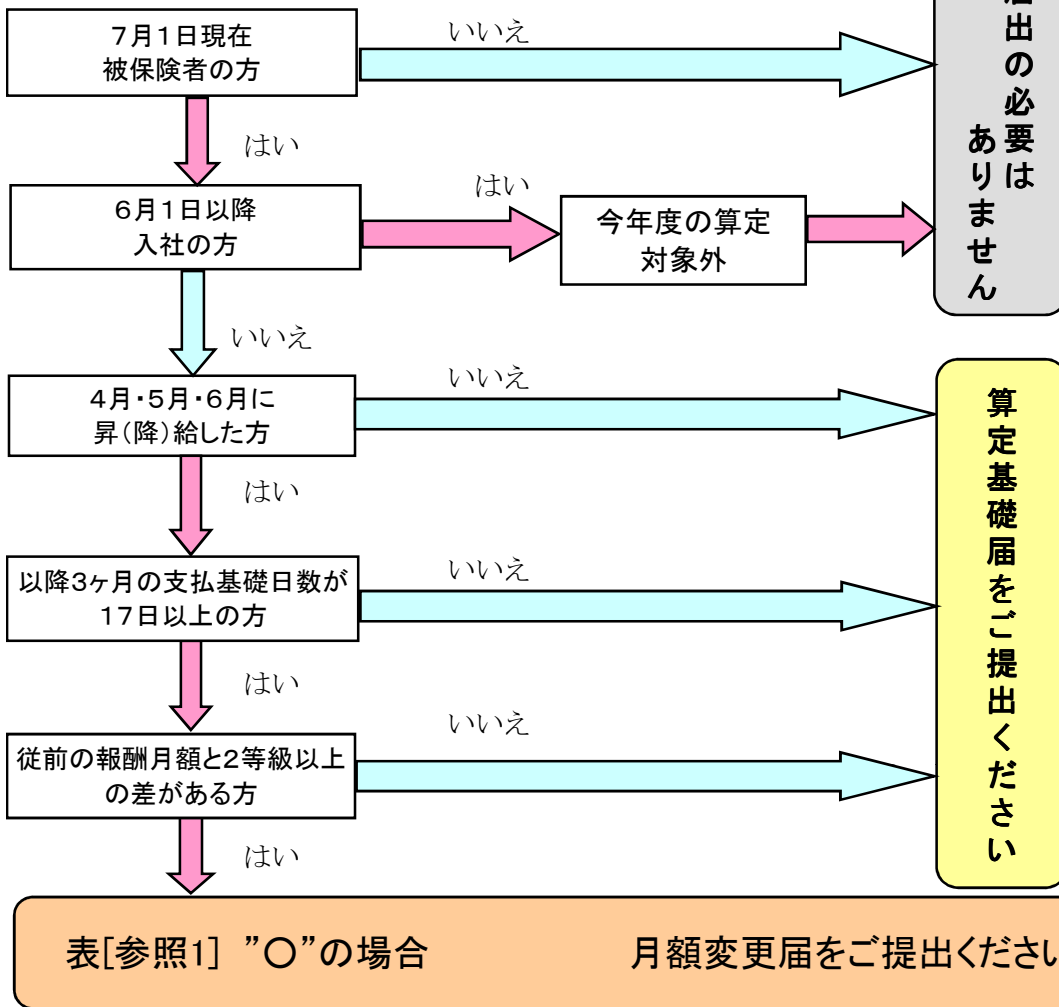 7月1日現在
被保険者の方
いいえ
はい
6月1日以降
入社の方
はい
今年度の算定
対象外
出の必要は
ありません
いいえ
4月・5月・6月に
昇(降)給した方
いいえ
はい
以降3ヶ月の支払基礎日数が
17日以上の方
いいえ
はい
従前の報酬月額と2等級以上
の差がある方
いいえ
はい
算定基礎届をご提出ください
表[参照1] ”○”の場合
月額変更届をご提出ください